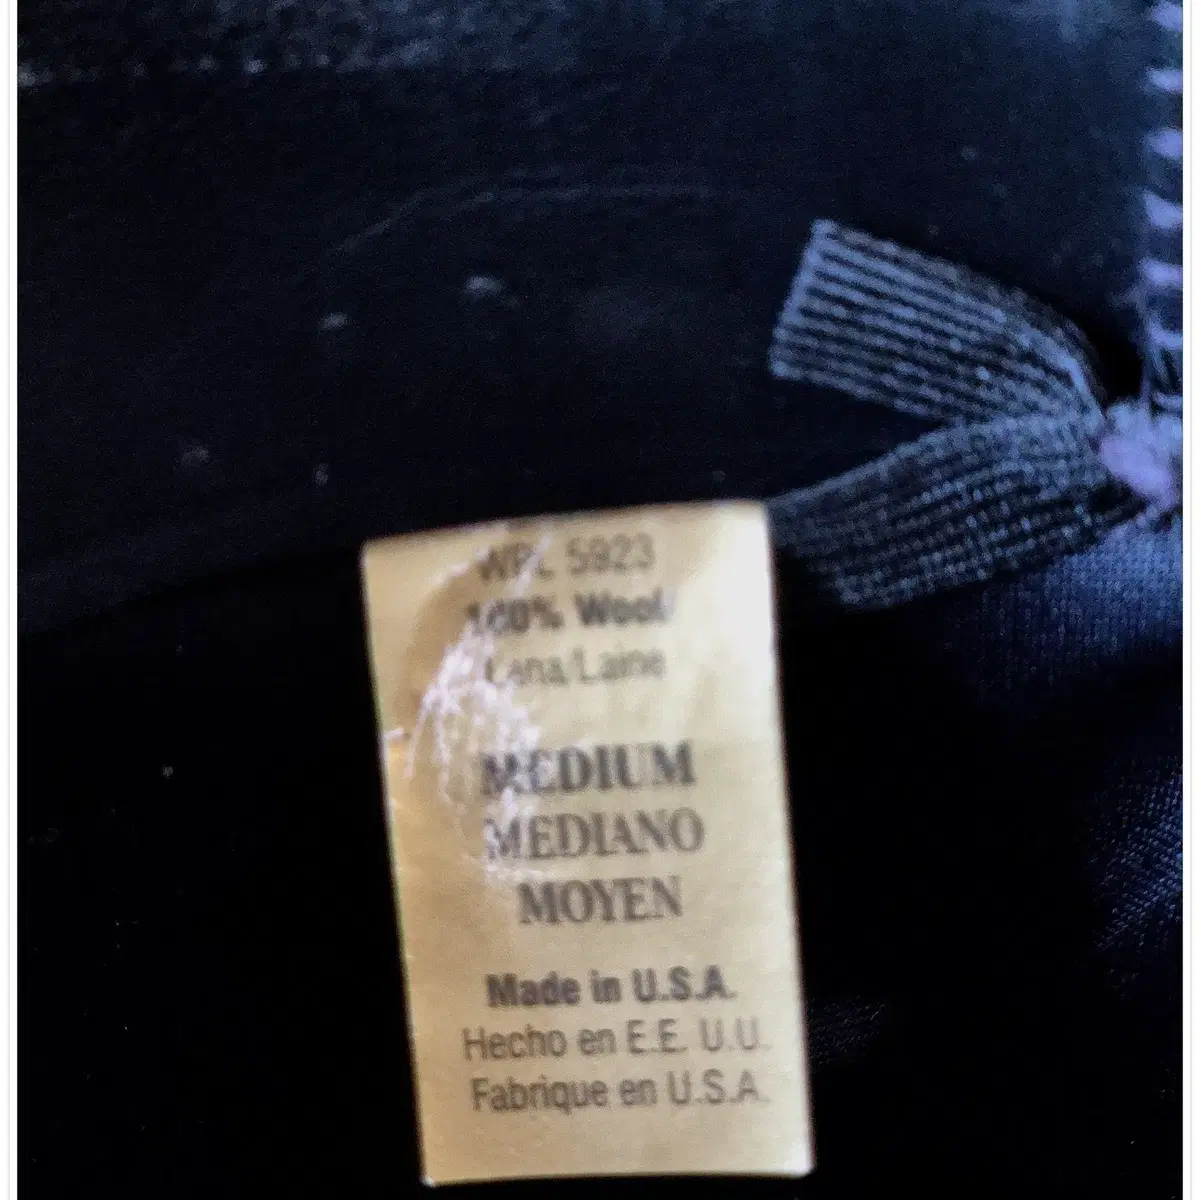 WPL 5923
100% Wool/
Lana/Laine
MEDIUM
MEDIANO
MOYEN
Made in U.S.A.
Hecho en E.E. U.U.
Fabrique en U.S.A.